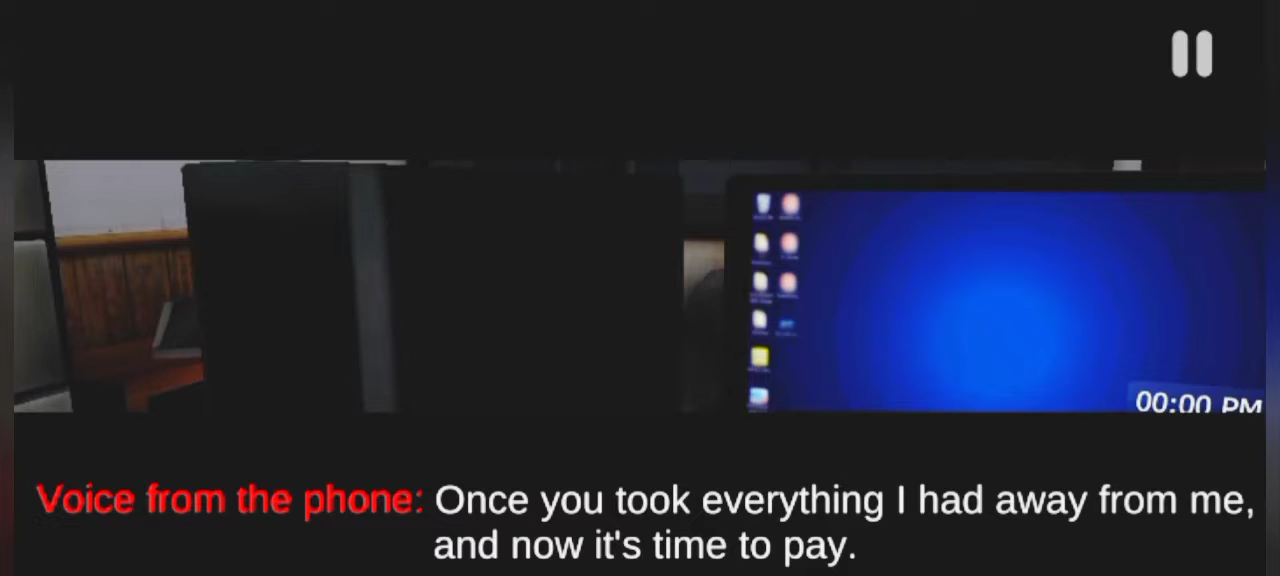 00:00 PM
Voice from the phone: Once you took everything I had away from me,
and now it's time to pay.